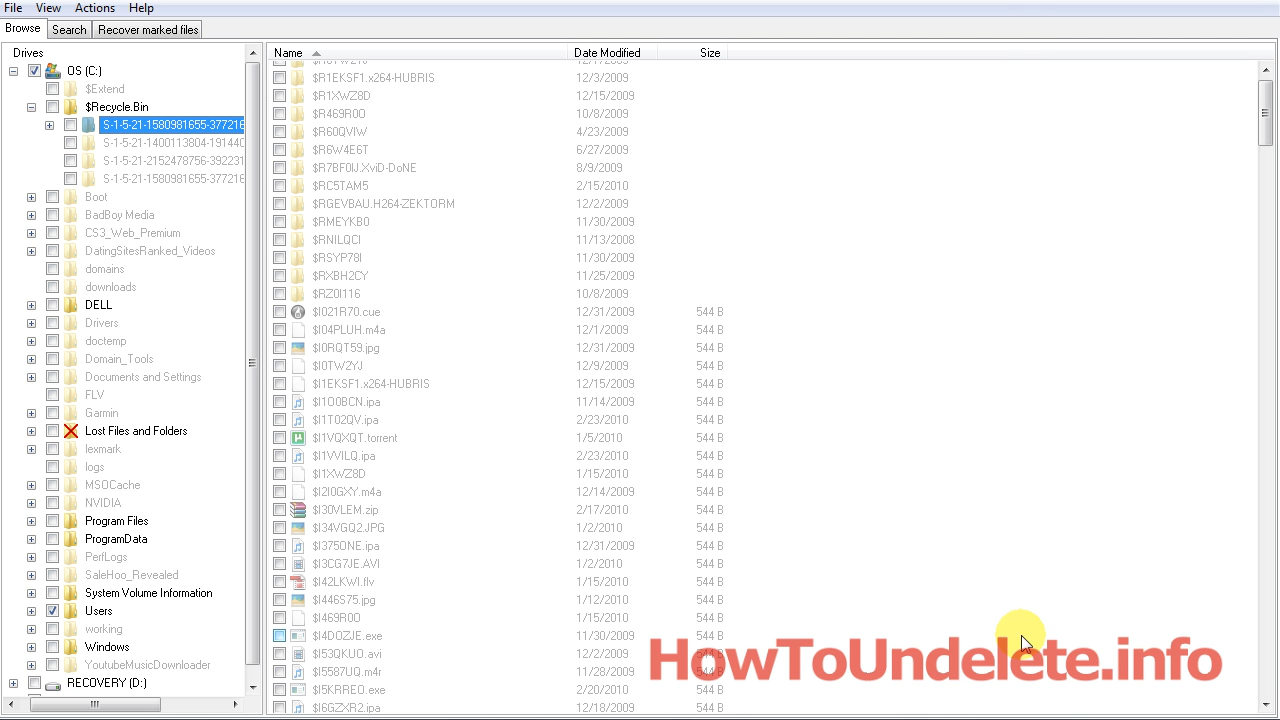 File View Actions Help
Browse Search Recover marked files
Drives
OS (C:)
$Extend
$Recycle.Bin
S-1-5-21-1580981655-377216
S-1-5-21-1400113804-191440
S-1-5-21-2152478756-392231
S-1-5-21-1580981655-377216
Boot
BadBoy Media
CS3_Web_Premium
DatingSitesRanked_Videos
domains
downloads
DELL
Drivers
doctemp
Domain_Tools
Documents and Settings
FLV
Garmin
Lost Files and Folders
lexmark
logs
MSOCache
NVIDIA
Program Files
ProgramData
PerfLogs
SaleHoo_Revealed
System Volume Information
Users
working
Windows
YoutubeMusicDownloader
RECOVERY (D:)
Name Date Modified Size
$R1EKSF1.x264-HUBRIS 12/3/2009
$R1XWZ8D 12/15/2009
$R469R0O 10/8/2009
$R60QVIW 4/23/2009
$R6W4E6T 6/27/2009
$R7BF0IJ.XviD-DoNE 8/9/2009
$RC5TAM5 2/15/2010
$RGEVBAU.H264-ZEKTORM 12/2/2009
$RMEYKB0 11/30/2009
$RNILQCI 11/13/2008
$RSYP78I 11/30/2009
$RXBH2CY 11/25/2009
$RZ0I116 10/8/2009
$I021R70.cue 12/31/2009 544 B
$I04PLUH.m4a 12/1/2009 544 B
$I0RQT59.jpg 12/31/2009 544 B
$I0TW2YJ 12/9/2009 544 B
$I1EKSF1.x264-HUBRIS 12/15/2009 544 B
$I1O0BCN.ipa 11/14/2009 544 B
$I1T02QV.ipa 2/23/2010 544 B
$I1VQXQT.torrent 1/5/2010 544 B
$I1VVILQ.ipa 2/23/2010 544 B
$I1XWZ8D 1/15/2010 544 B
$I2I0GXY.m4a 12/14/2009 544 B
$I30VLEM.zip 2/17/2010 544 B
$I34VGQ2.JPG 1/2/2010 544 B
$I375ONE.ipa 12/31/2009 544 B
$I3CG7JE.AVI 1/2/2010 544 B
$I42LKWI.flv 1/15/2010 544 B
$I446S75.jpg 1/12/2010 544 B
$I469R0O 1/15/2010 544 B
$I4DOZJE.exe 11/30/2009 544 B
$I53QKUO.avi 12/2/2009 544 B
$I5587UQ.m4r 11/28/2009 544 B
$I5KRREO.exe 2/20/2010 544 B
$I6GZXR2.ipa 12/18/2009 544 B
HowToUndelete.info